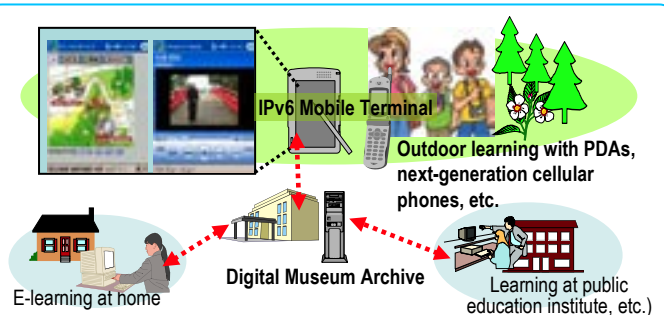 IPv6 Mobile Terminal
Outdoor learning with PDAs,
next-generation cellular
phones, etc.
Digital Museum Archive
E-learning at home
Learning at public
education institute, etc.)